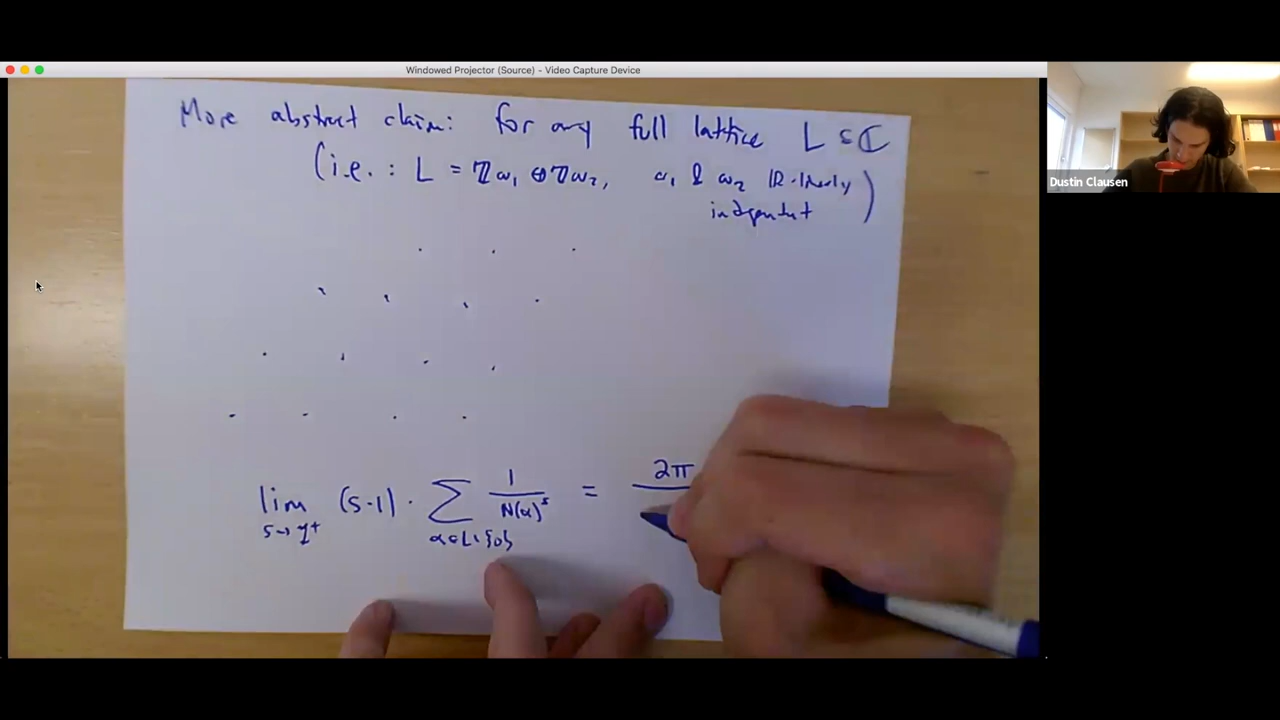 Windowed Projector (Source) - Video Capture Device
Dustin Clausen
More abstract claim: for any full lattice L ⊆ ℂ
(i.e.: L = ℤω₁ ⊕ ℤω₂, ω₁ & ω₂ ℝ-linearly
independent)
lim_{s→1⁺} (s-1) · ∑_{α∈L∖{0}} 1/N(α)^s = 2π